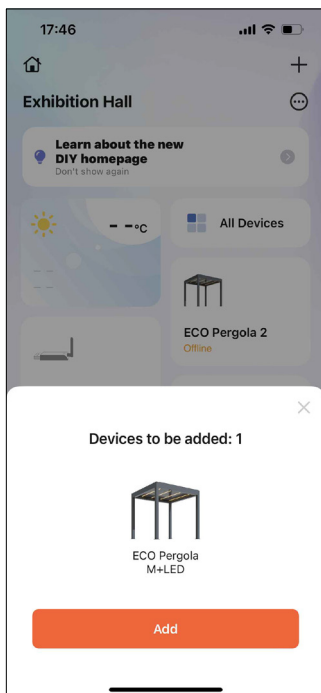 17:46
Exhibition Hall
Learn about the new
DIY homepage
Don't show again
- -°C
All Devices
ECO Pergola 2
Offline
Devices to be added: 1
ECO Pergola
M+LED
Add